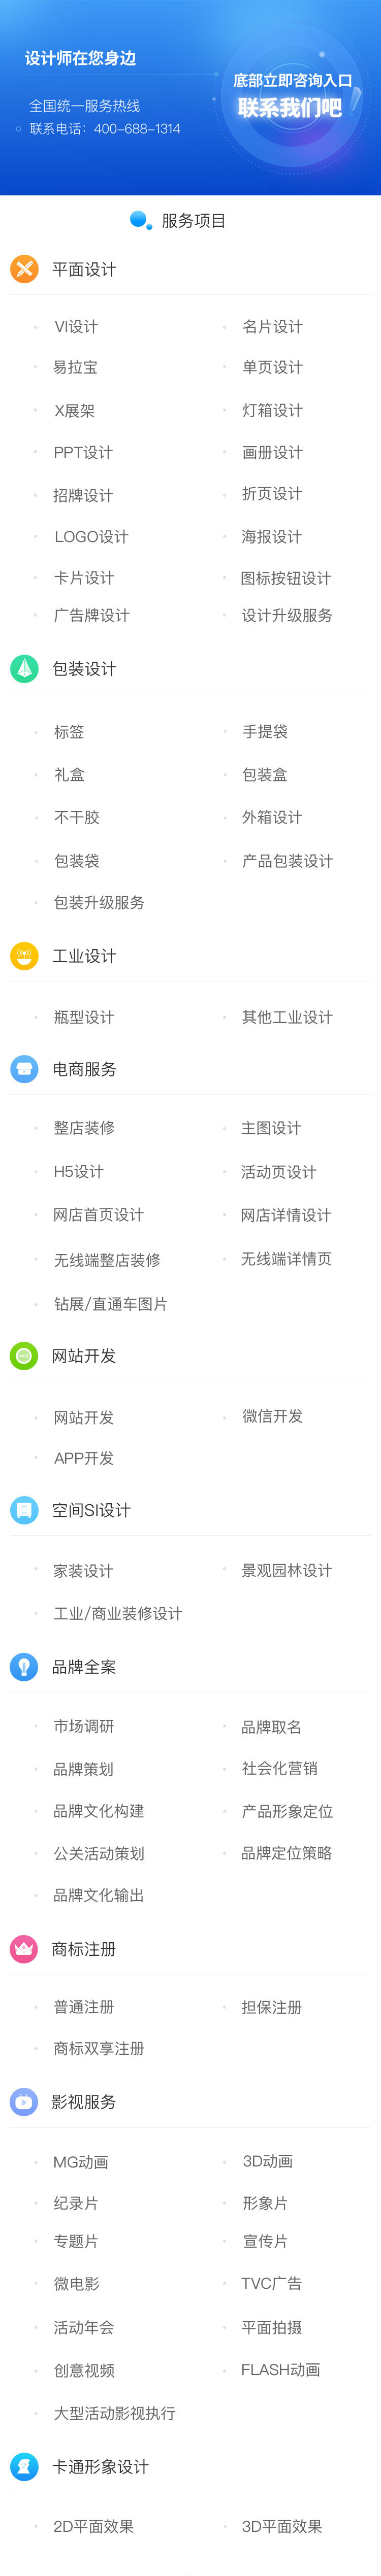 设计师在您身边
全国统一服务热线
联系电话：400-688-1314
底部立即咨询入口
联系我们吧！
服务项目
平面设计
VI设计
名片设计
易拉宝
单页设计
X展架
灯箱设计
PPT设计
画册设计
招牌设计
折页设计
LOGO设计
海报设计
卡片设计
图标按钮设计
广告牌设计
设计升级服务
包装设计
标签
手提袋
礼盒
包装盒
不干胶
外箱设计
包装袋
产品包装设计
包装升级服务
工业设计
瓶型设计
其他工业设计
电商服务
整店装修
主图设计
H5设计
活动页设计
网店首页设计
网店详情设计
无线端整店装修
无线端详情页
钻展/直通车图片
网站开发
网站开发
微信开发
APP开发
空间SI设计
家装设计
景观园林设计
工业/商业装修设计
品牌全案
市场调研
品牌取名
品牌策划
社会化营销
品牌文化构建
产品形象定位
公关活动策划
品牌定位策略
品牌文化输出
商标注册
普通注册
担保注册
商标双享注册
影视服务
MG动画
3D动画
纪录片
形象片
专题片
宣传片
微电影
TVC广告
活动年会
平面拍摄
创意视频
FLASH动画
大型活动影视执行
卡通形象设计
2D平面效果
3D平面效果